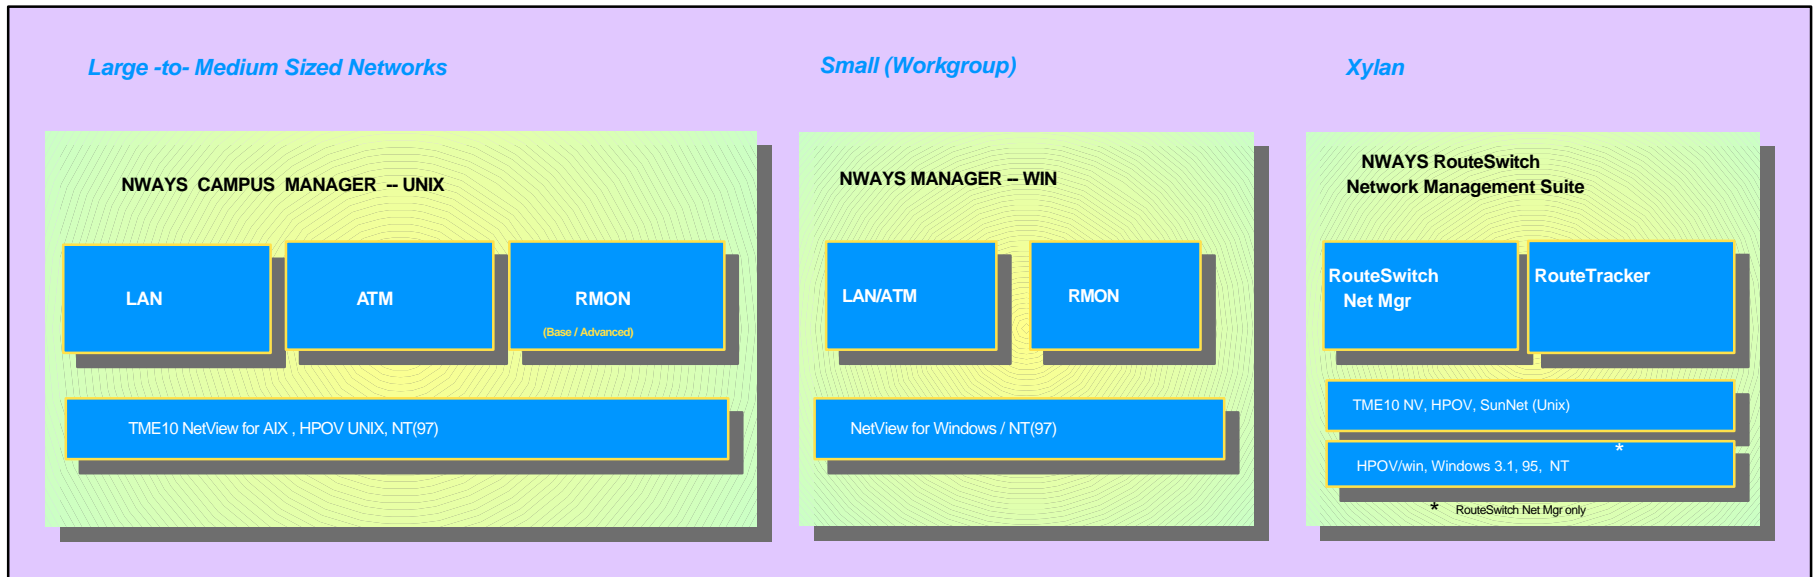 Large -to- Medium Sized Networks
Small (Workgroup)
Xylan
NWAYS CAMPUS MANAGER -- UNIX
LAN
ATM
RMON
(Base / Advanced)
TME10 NetView for AIX , HPOV UNIX, NT(97)
NWAYS MANAGER -- WIN
LAN/ATM
RMON
NetView for Windows / NT(97)
NWAYS RouteSwitch
Network Management Suite
RouteSwitch
Net Mgr
RouteTracker
TME10 NV, HPOV, SunNet (Unix)
HPOV/win, Windows 3.1, 95, NT *
* RouteSwitch Net Mgr only